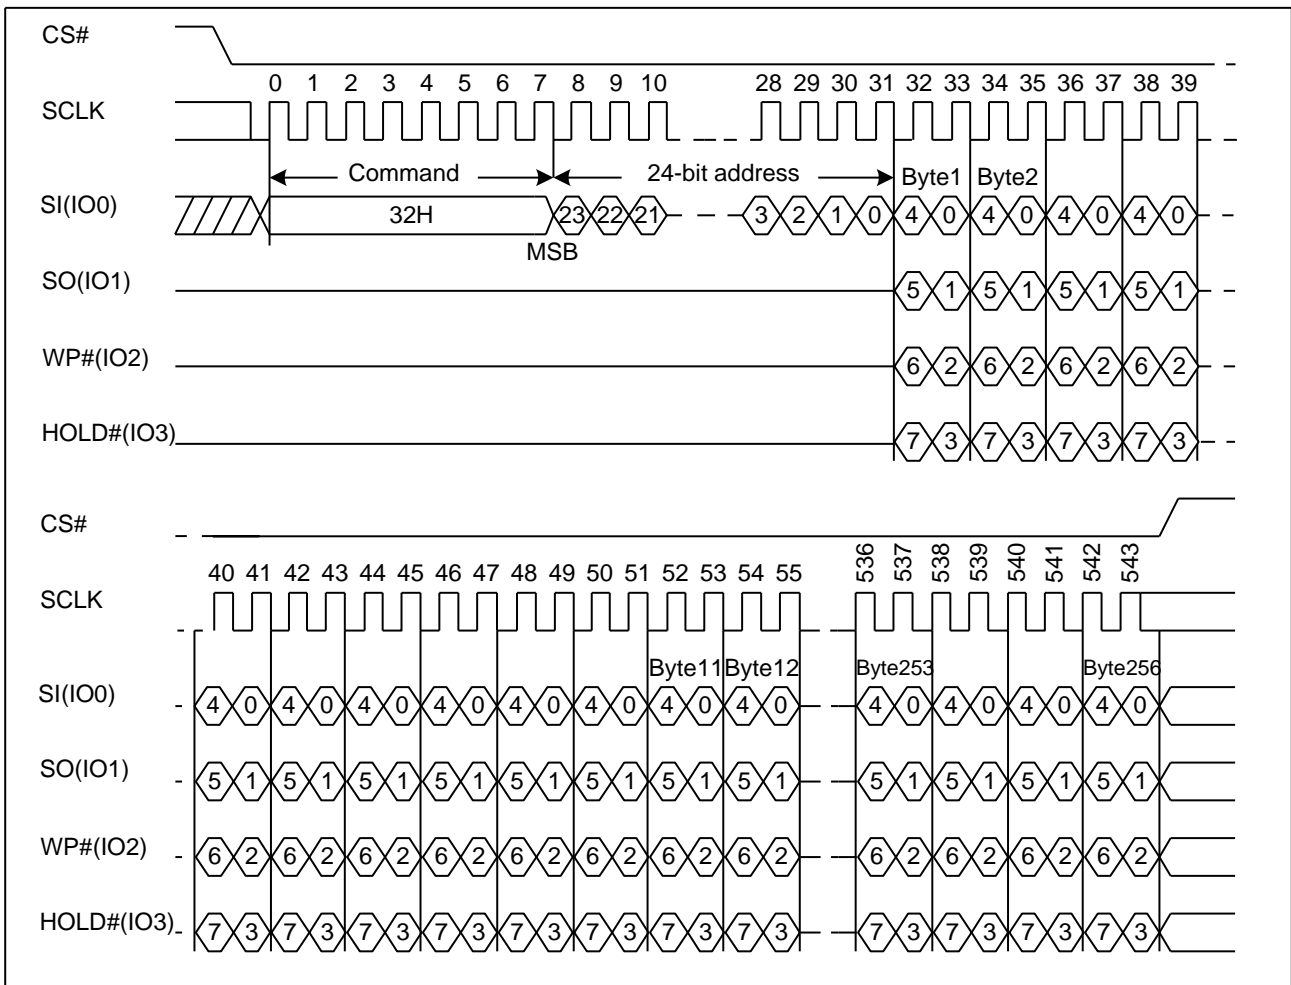 CS#
0 1 2 3 4 5 6 7 8 9 10 28 29 30 31 32 33 34 35 36 37 38 39
SCLK
Command 24-bit address Byte1 Byte2
SI(IO0) 32H 23 22 21 3 2 1 0 4 0 4 0 4 0 4 0
MSB
SO(IO1) 5 1 5 1 5 1 5 1
WP#(IO2) 6 2 6 2 6 2 6 2
HOLD#(IO3) 7 3 7 3 7 3 7 3
CS#
40 41 42 43 44 45 46 47 48 49 50 51 52 53 54 55 536 537 538 539 540 541 542 543
SCLK
Byte11 Byte12 Byte253 Byte256
SI(IO0) 4 0 4 0 4 0 4 0 4 0 4 0 4 0 4 0 4 0 4 0 4 0 4 0
SO(IO1) 5 1 5 1 5 1 5 1 5 1 5 1 5 1 5 1 5 1 5 1 5 1 5 1
WP#(IO2) 6 2 6 2 6 2 6 2 6 2 6 2 6 2 6 2 6 2 6 2 6 2 6 2
HOLD#(IO3) 7 3 7 3 7 3 7 3 7 3 7 3 7 3 7 3 7 3 7 3 7 3 7 3